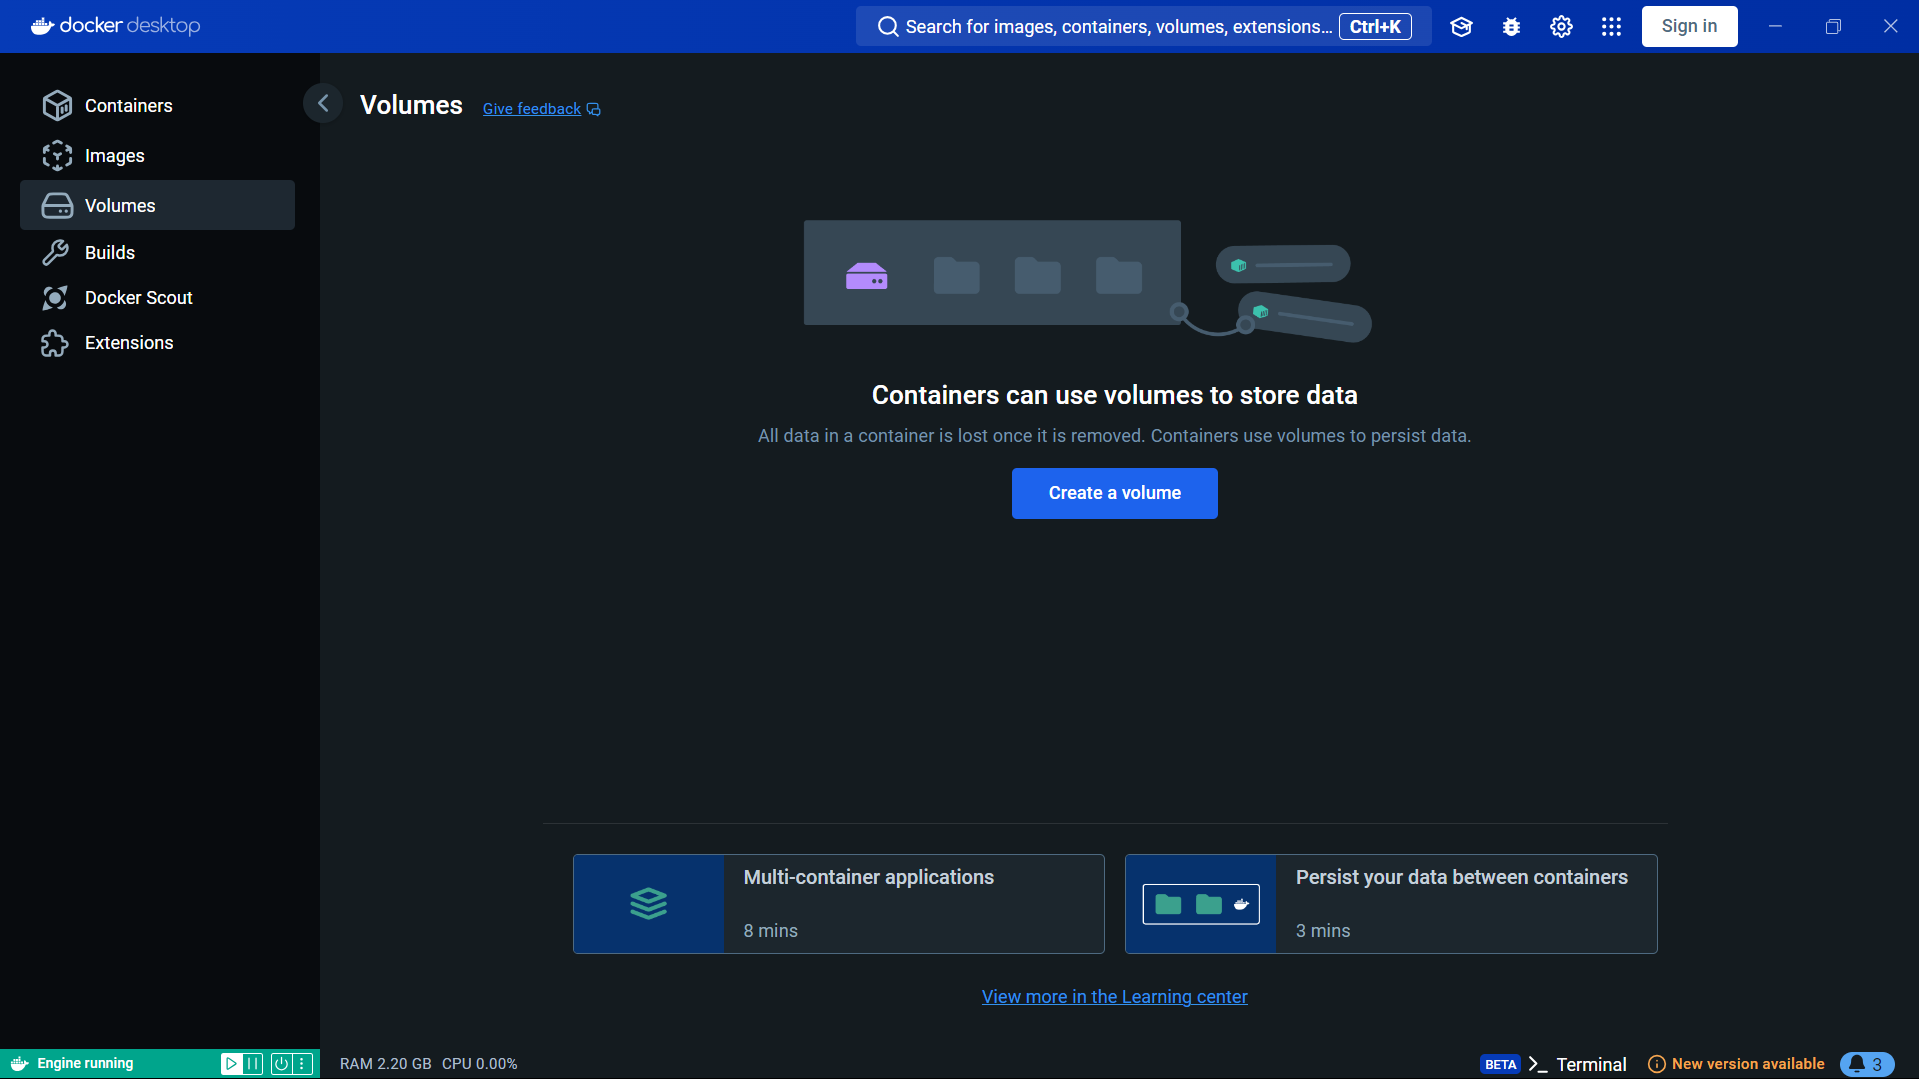 docker desktop
Search for images, containers, volumes, extensions... Ctrl+K
Sign in
Containers
Images
Volumes
Builds
Docker Scout
Extensions
Volumes
Give feedback
Containers can use volumes to store data
All data in a container is lost once it is removed. Containers use volumes to persist data.
Create a volume
Multi-container applications
8 mins
Persist your data between containers
3 mins
View more in the Learning center
Engine running
RAM 2.20 GB CPU 0.00%
BETA
Terminal
New version available
3